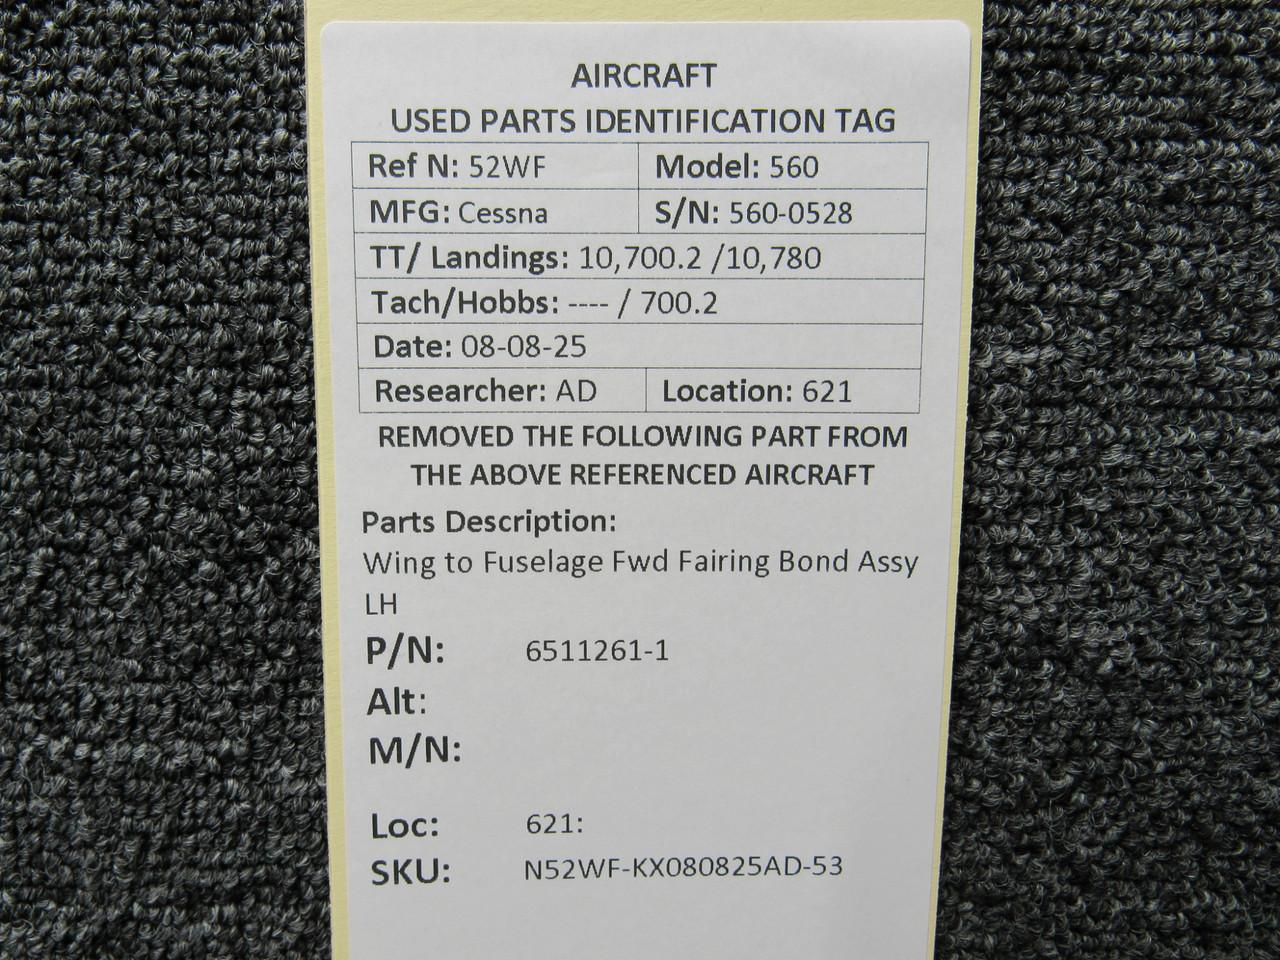 AIRCRAFT
USED PARTS IDENTIFICATION TAG
Ref N: 52WF Model: 560
MFG: Cessna S/N: 560-0528
TT/ Landings: 10,700.2 /10,780
Tach/Hobbs: ---- / 700.2
Date: 08-08-25
Researcher: AD Location: 621
REMOVED THE FOLLOWING PART FROM
THE ABOVE REFERENCED AIRCRAFT
Parts Description:
Wing to Fuselage Fwd Fairing Bond Assy
LH
P/N: 6511261-1
Alt:
M/N:
Loc: 621:
SKU: N52WF-KX080825AD-53